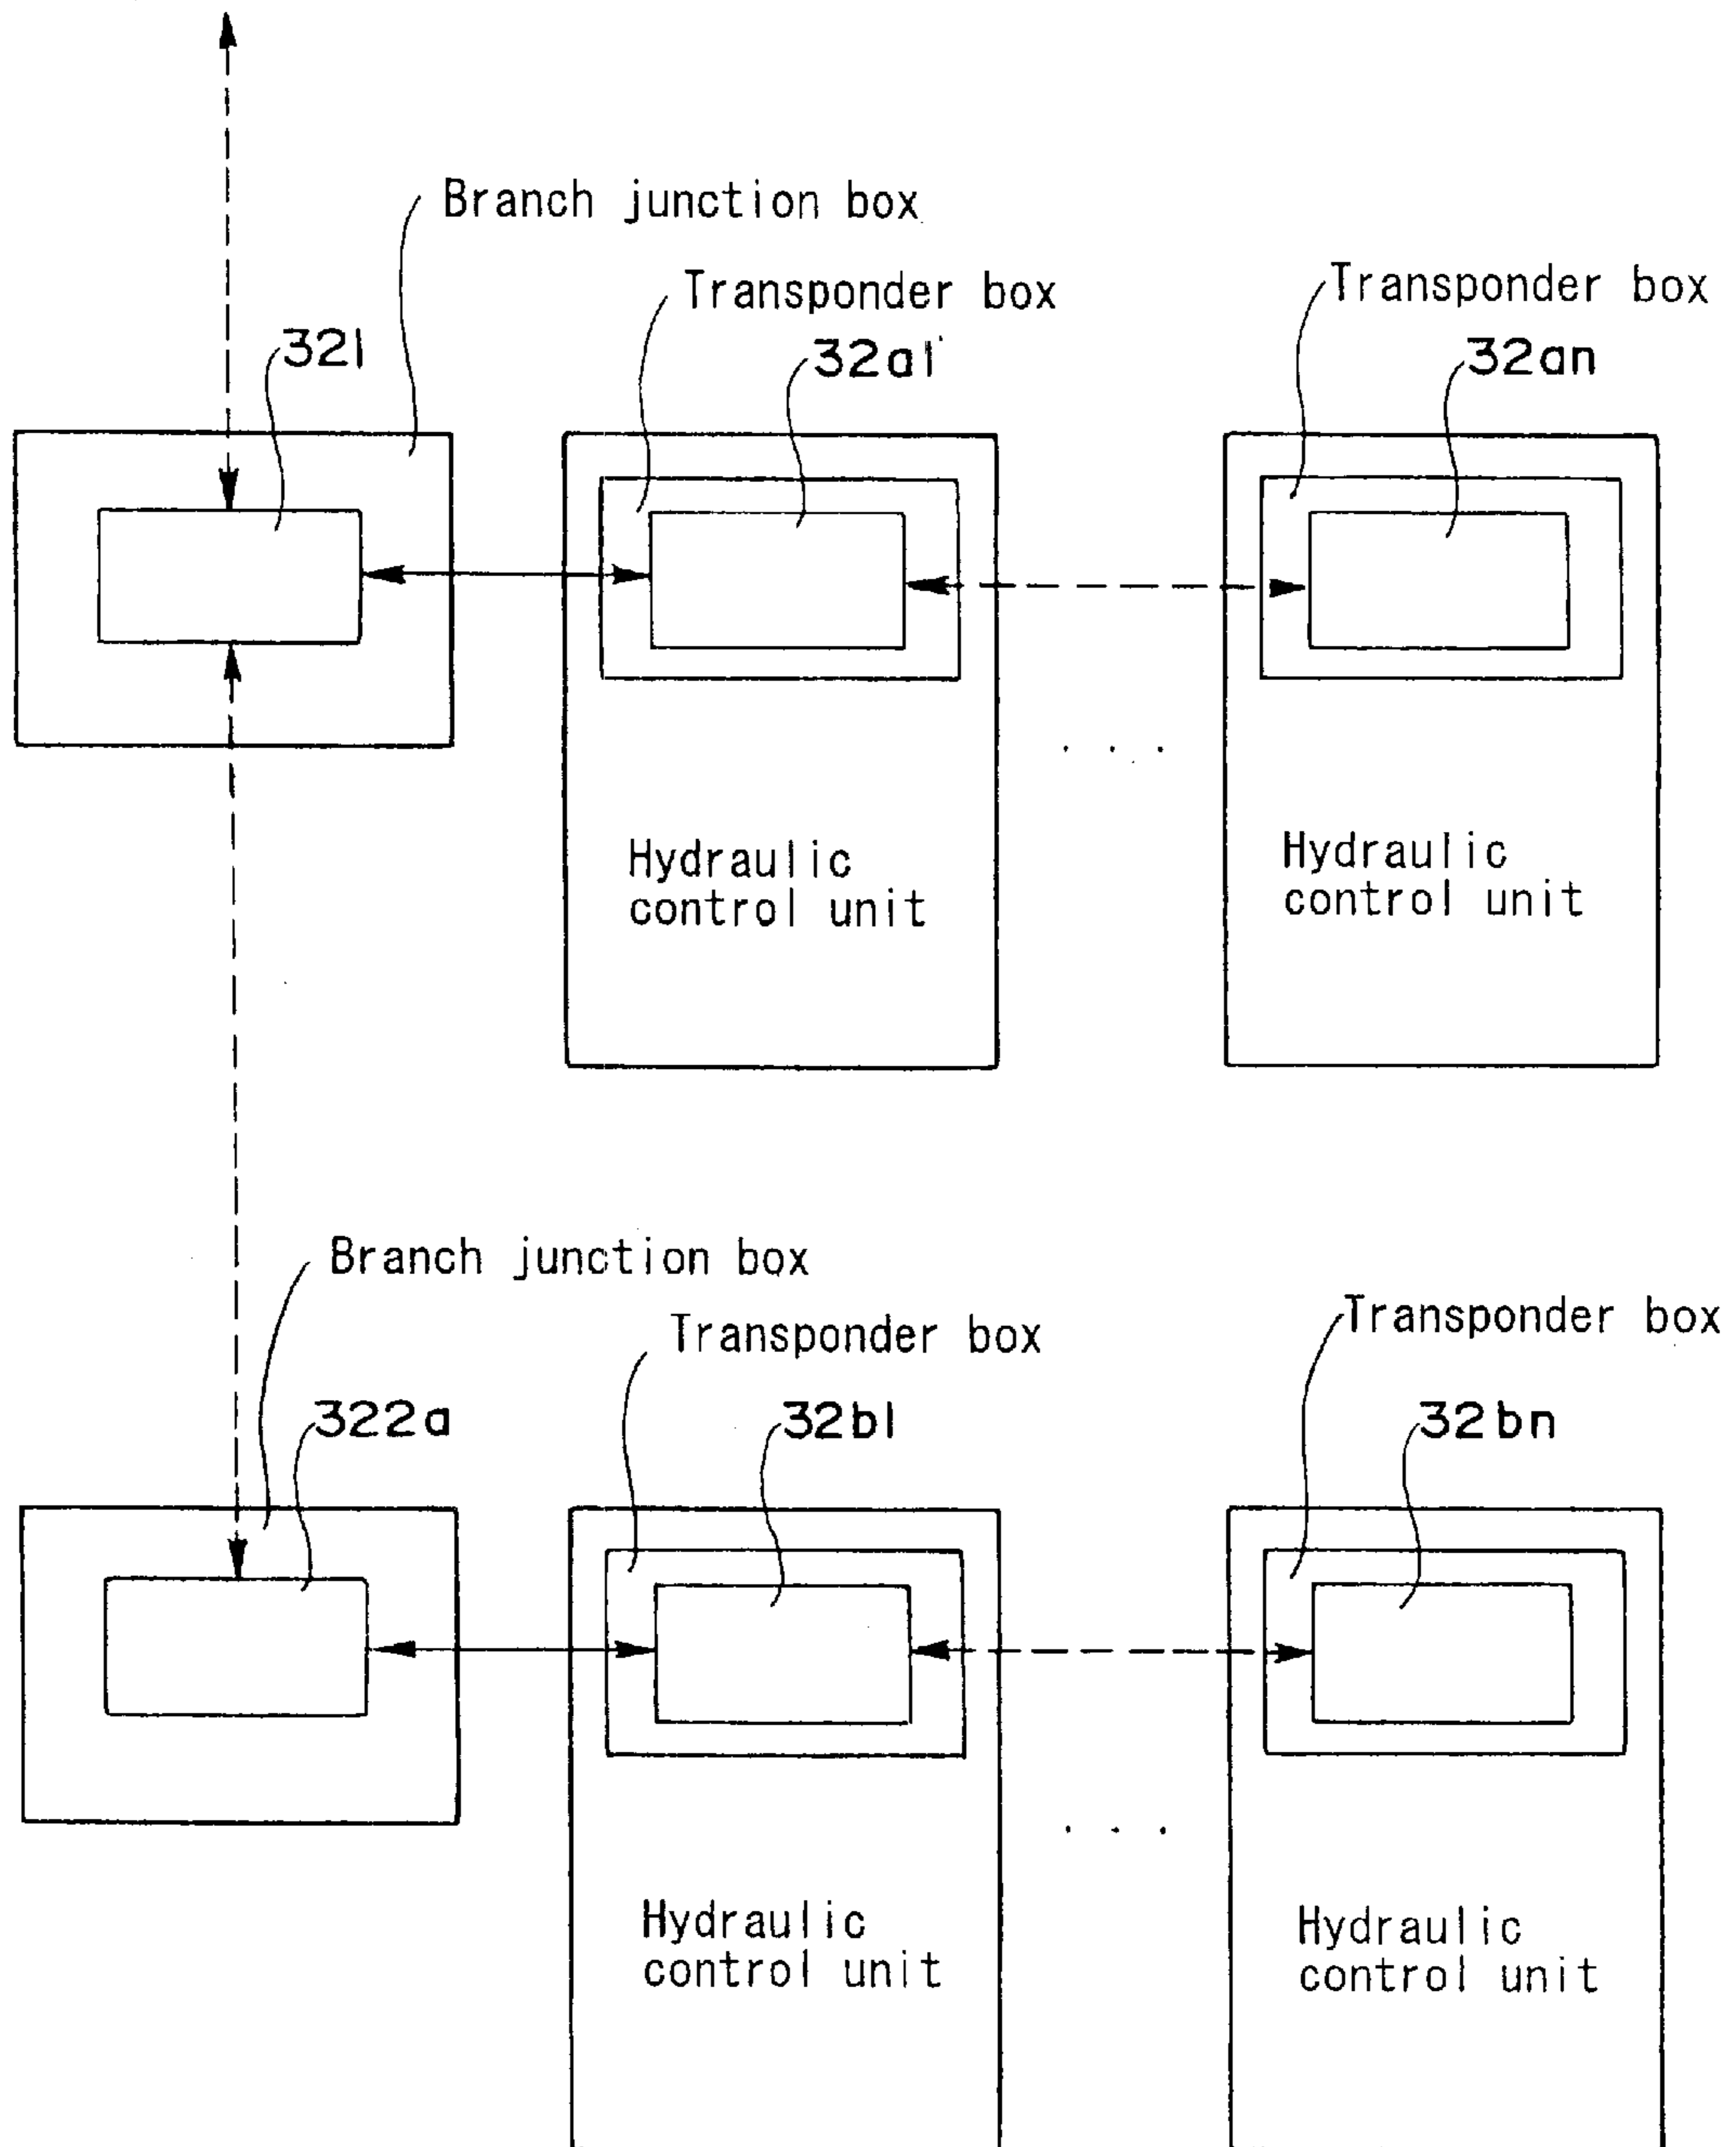 Branch junction box
Transponder box
Transponder box
321
32a1
32an
Hydraulic
control unit
Hydraulic
control unit
. . .
Branch junction box
Transponder box
Transponder box
322a
32b1
32bn
. . .
Hydraulic
control unit
Hydraulic
control unit